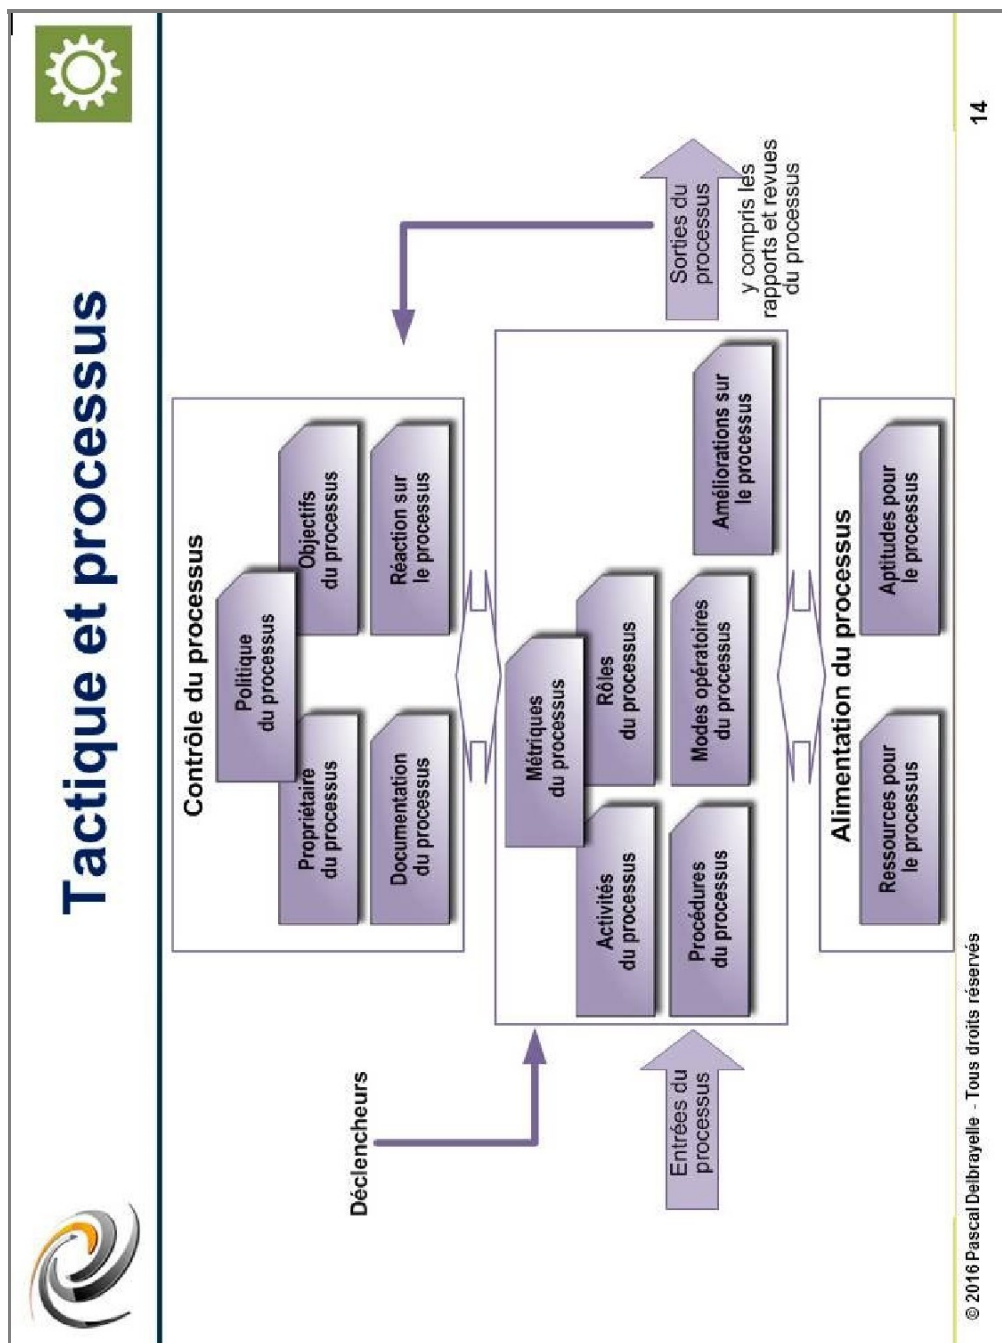 Tactique et processus
Contrôle du processus
Politique
du processus
Propriétaire
du processus
Objectifs
du processus
Documentation
du processus
Réaction sur
le processus
Déclencheurs
Métriques
du processus
Activités
du processus
Rôles
du processus
Procédures
du processus
Modes opératoires
du processus
Améliorations sur
le processus
Entrées du
processus
Sorties du
processus
y compris les
rapports et revues
du processus
Alimentation du processus
Ressources pour
le processus
Aptitudes pour
le processus
© 2016 Pascal Delbrayelle - Tous droits réservés
14